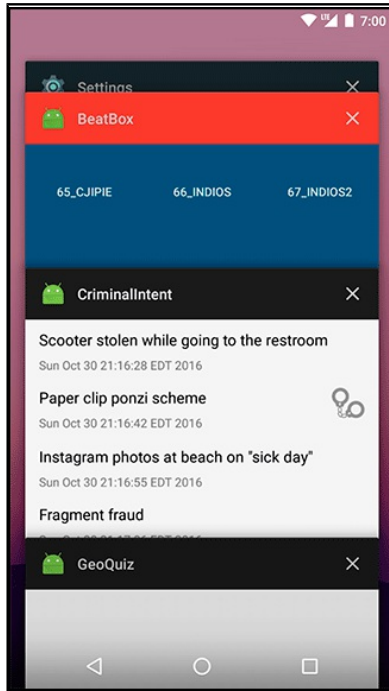 LTE 7:00
Settings
BeatBox
65_CJIPIE 66_INDIOS 67_INDIOS2
CriminalIntent
Scooter stolen while going to the restroom
Sun Oct 30 21:16:28 EDT 2016
Paper clip ponzi scheme
Sun Oct 30 21:16:42 EDT 2016
Instagram photos at beach on "sick day"
Sun Oct 30 21:16:55 EDT 2016
Fragment fraud
GeoQuiz